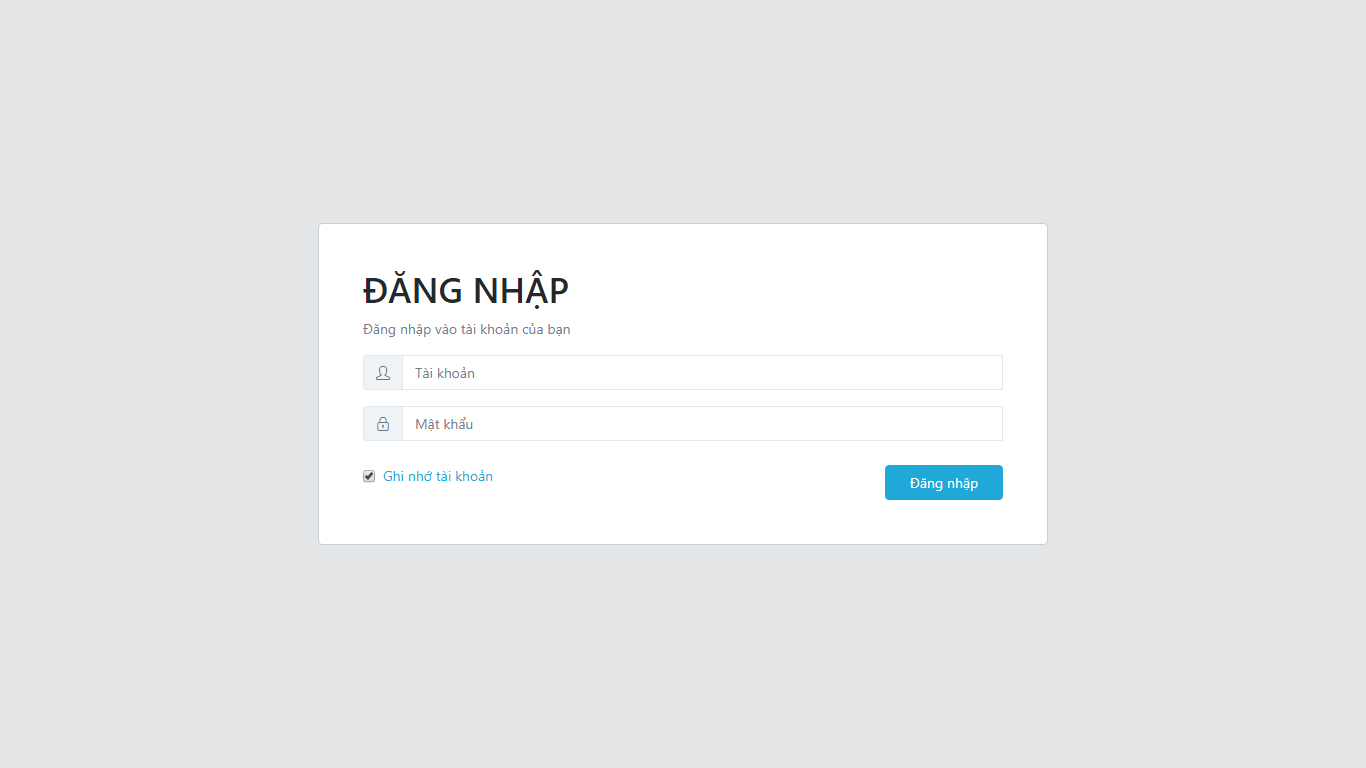 ĐĂNG NHẬP
Đăng nhập vào tài khoản của bạn
Tài khoản
Mật khẩu
Ghi nhớ tài khoản
Đăng nhập